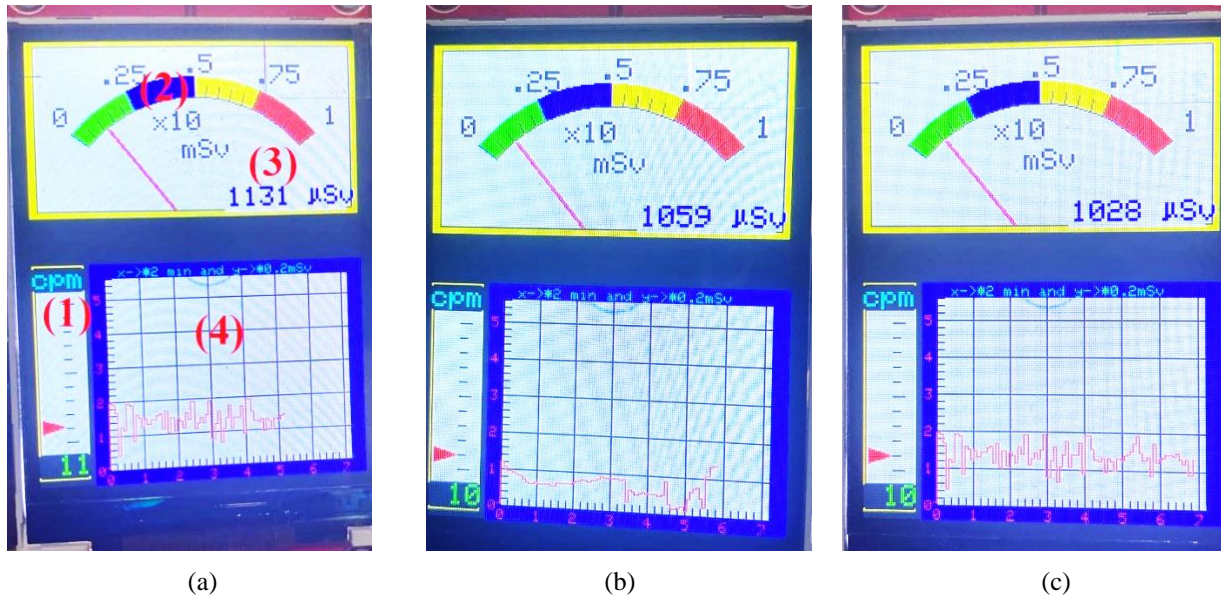 .5
.25 (2) .75
0 x10 1
mSv (3)
1131 µSv
cpm
(1)
11
x->*2 min and y->*0.2mSv
5
4 (4)
3
2
1
0
0 1 2 3 4 5 6 7
.5
.25 .75
0 x10 1
mSv
1059 µSv
cpm
10
x->*2 min and y->*0.2mSv
5
4
3
2
1
0
0 1 2 3 4 5 6 7
.5
.25 .75
0 x10 1
mSv
1028 µSv
cpm
10
x->*2 min and y->*0.2mSv
5
4
3
2
1
0
0 1 2 3 4 5 6 7
(a) (b) (c)